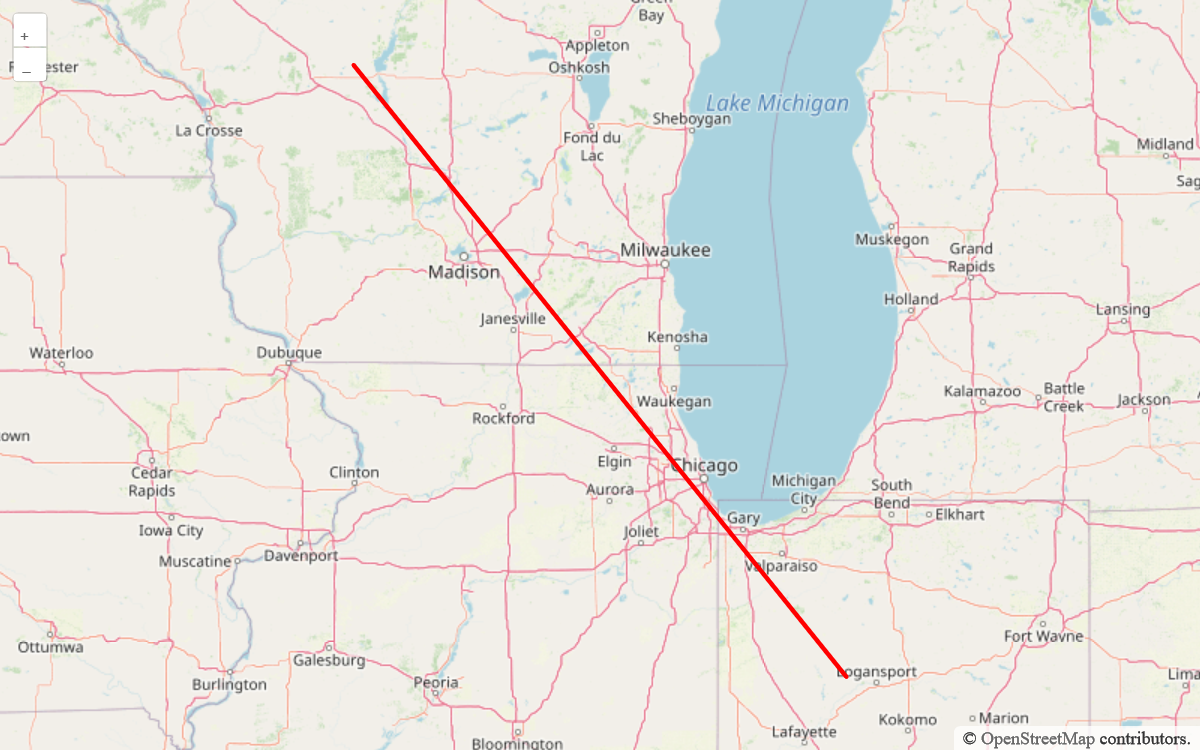 Green
Bay
+
–
Appleton
Oshkosh
Lake Michigan
La Crosse
Sheboygan
Fond du
Lac
Midland
Muskegon
Grand
Rapids
Milwaukee
Madison
Holland
Lansing
Janesville
Kenosha
Waterloo
Dubuque
Waukegan
Kalamazoo
Battle
Creek
Jackson
Rockford
Elgin
Chicago
Cedar
Rapids
Clinton
Aurora
Michigan
City
South
Bend
Elkhart
Iowa City
Gary
Joliet
Davenport
Muscatine
Valparaiso
Ottumwa
Galesburg
Fort Wayne
Burlington
Peoria
Logansport
Lima
Kokomo
Marion
Lafayette
Bloomington
© OpenStreetMap contributors.